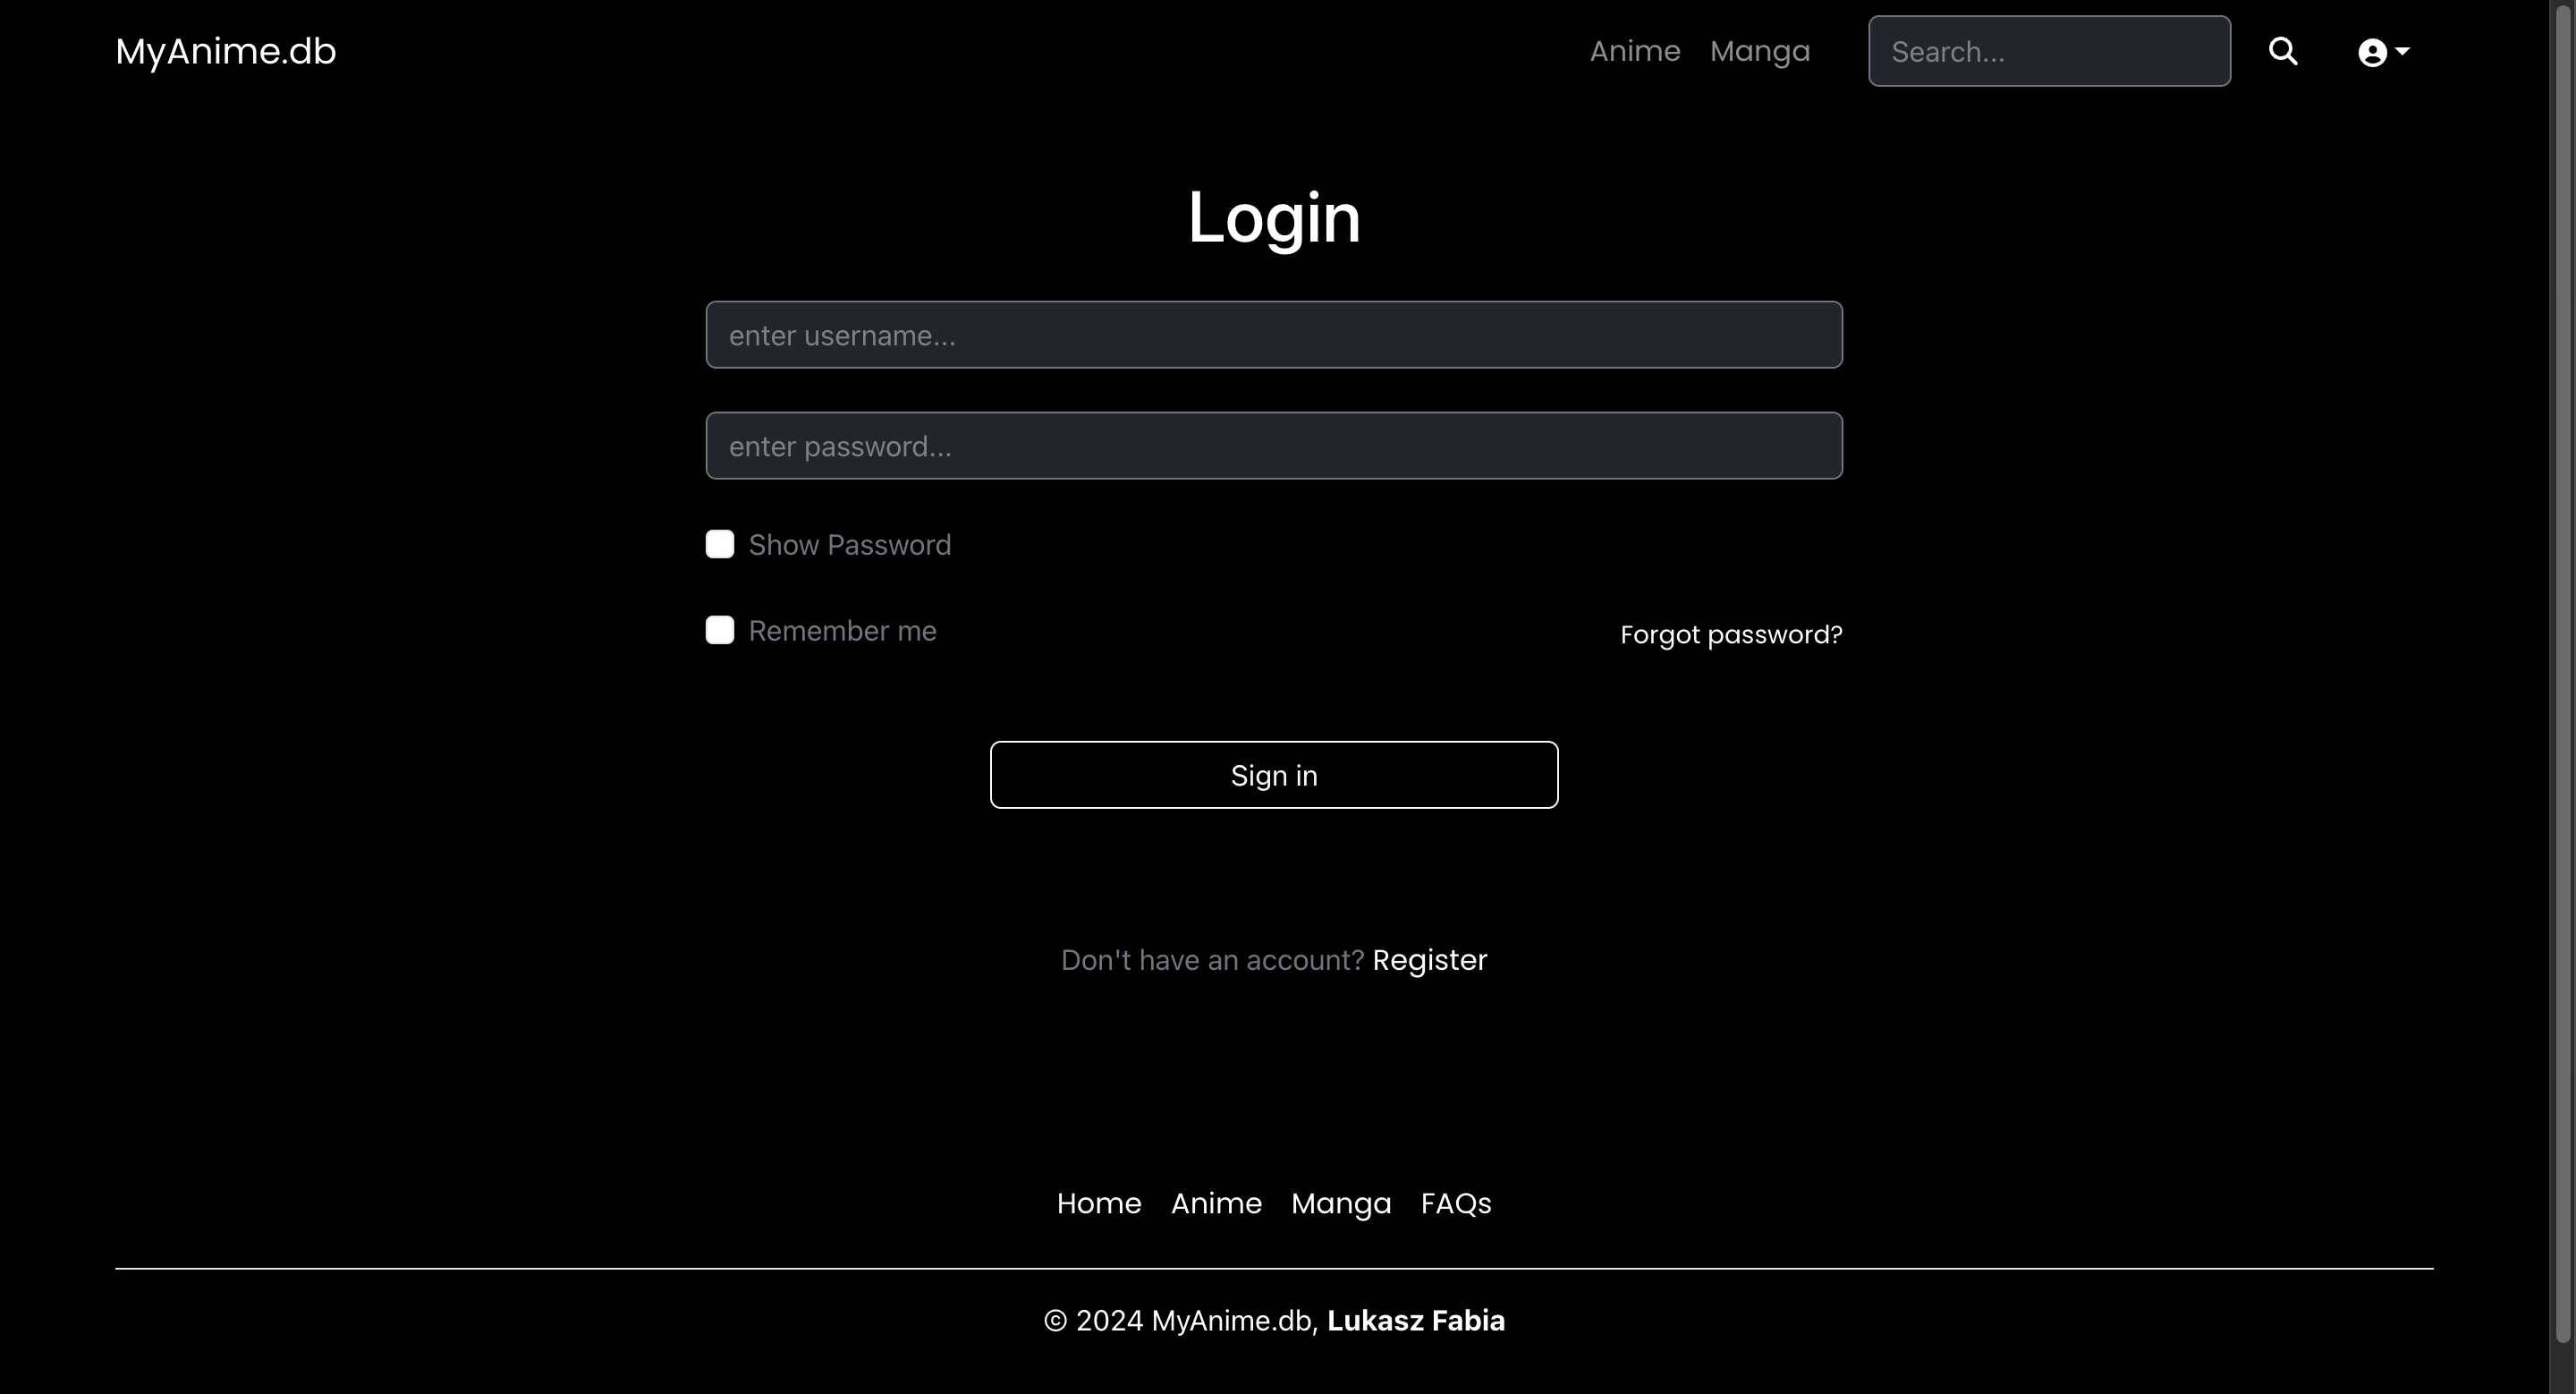 MyAnime.db Anime Manga Search...
Login
enter username...
enter password...
Show Password
Remember me Forgot password?
Sign in
Don't have an account? Register
Home Anime Manga FAQs
© 2024 MyAnime.db, Lukasz Fabia